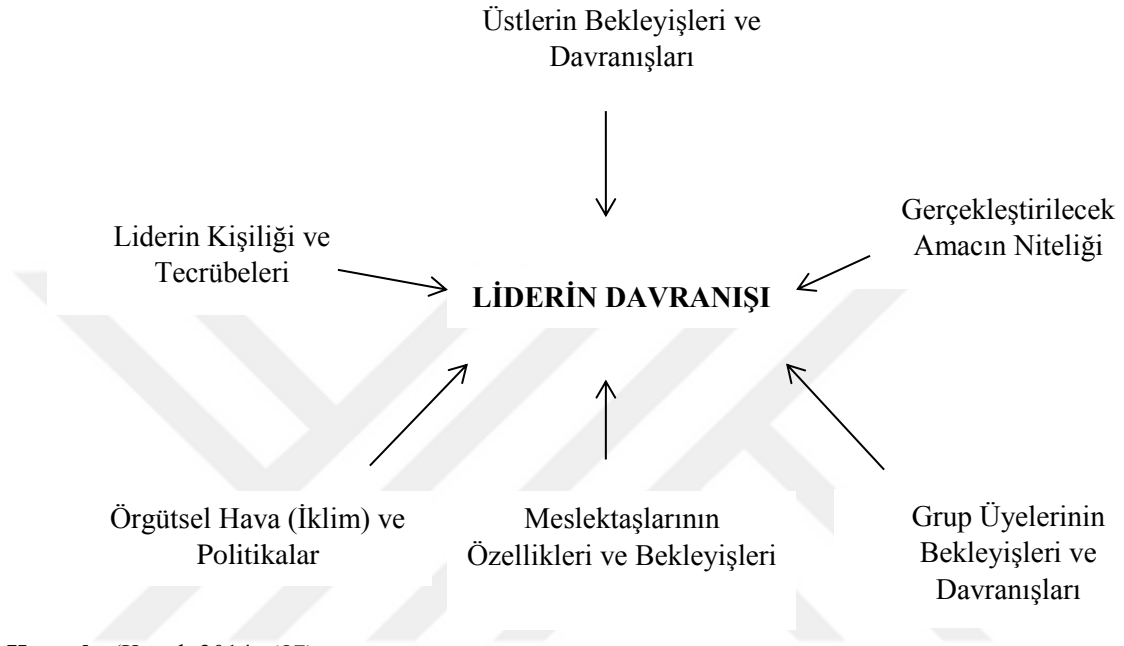 Üstlerin Bekleyişleri ve
Davranışları
Gerçekleştirilecek
Amacın Niteliği
Liderin Kişiliği ve
Tecrübeleri
LİDERİN DAVRANIŞI
Örgütsel Hava (İklim) ve
Politikalar
Meslektaşlarının
Özellikleri ve Bekleyişleri
Grup Üyelerinin
Bekleyişleri ve
Davranışları